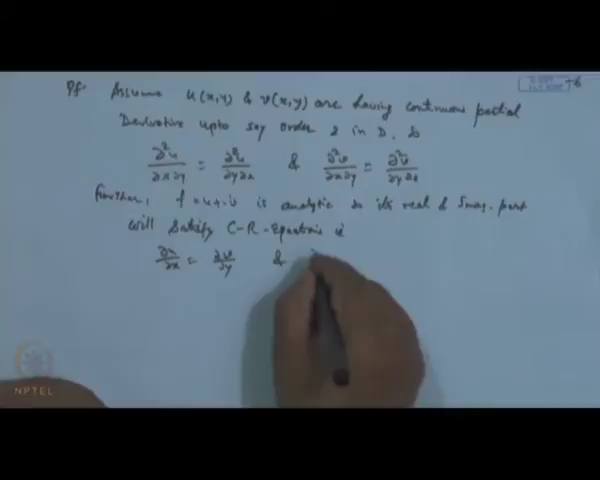 Pf. Assume u(x,y) & v(x,y) are having continuous partial
Derivative upto say order 2 in D. So
∂²u/∂x∂y = ∂²u/∂y∂x & ∂²v/∂x∂y = ∂²v/∂y∂x
Further, f = u+iv is analytic so its real & Imag. part
will satisfy C-R-Equations ie
∂u/∂x = ∂v/∂y &
NPTEL